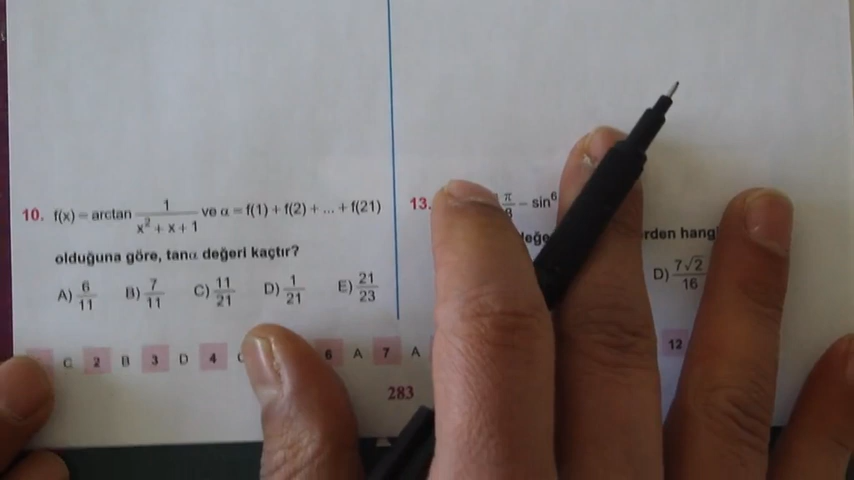 10. f(x) = arctan 1/(x² + x + 1) ve α = f(1) + f(2) + ... + f(21)
olduğuna göre, tanα değeri kaçtır?
A) 6/11 B) 7/11 C) 11/21 D) 1/21 E) 21/23
13. π/8 – sin⁶
rden hang
D) 7√2/16
C 2 B 3 D 4 6 A 7 A 12
283